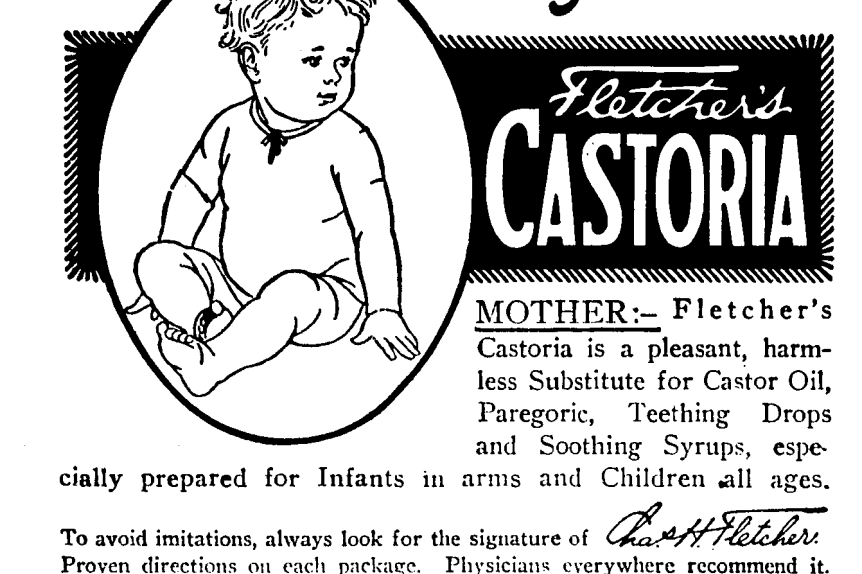 Fletcher's
CASTORIA
MOTHER:– Fletcher's
Castoria is a pleasant, harm-
less Substitute for Castor Oil,
Paregoric, Teething Drops
and Soothing Syrups, espe-
cially prepared for Infants in arms and Children all ages.
To avoid imitations, always look for the signature of Chas H. Fletcher.
Proven directions on each package. Physicians everywhere recommend it.